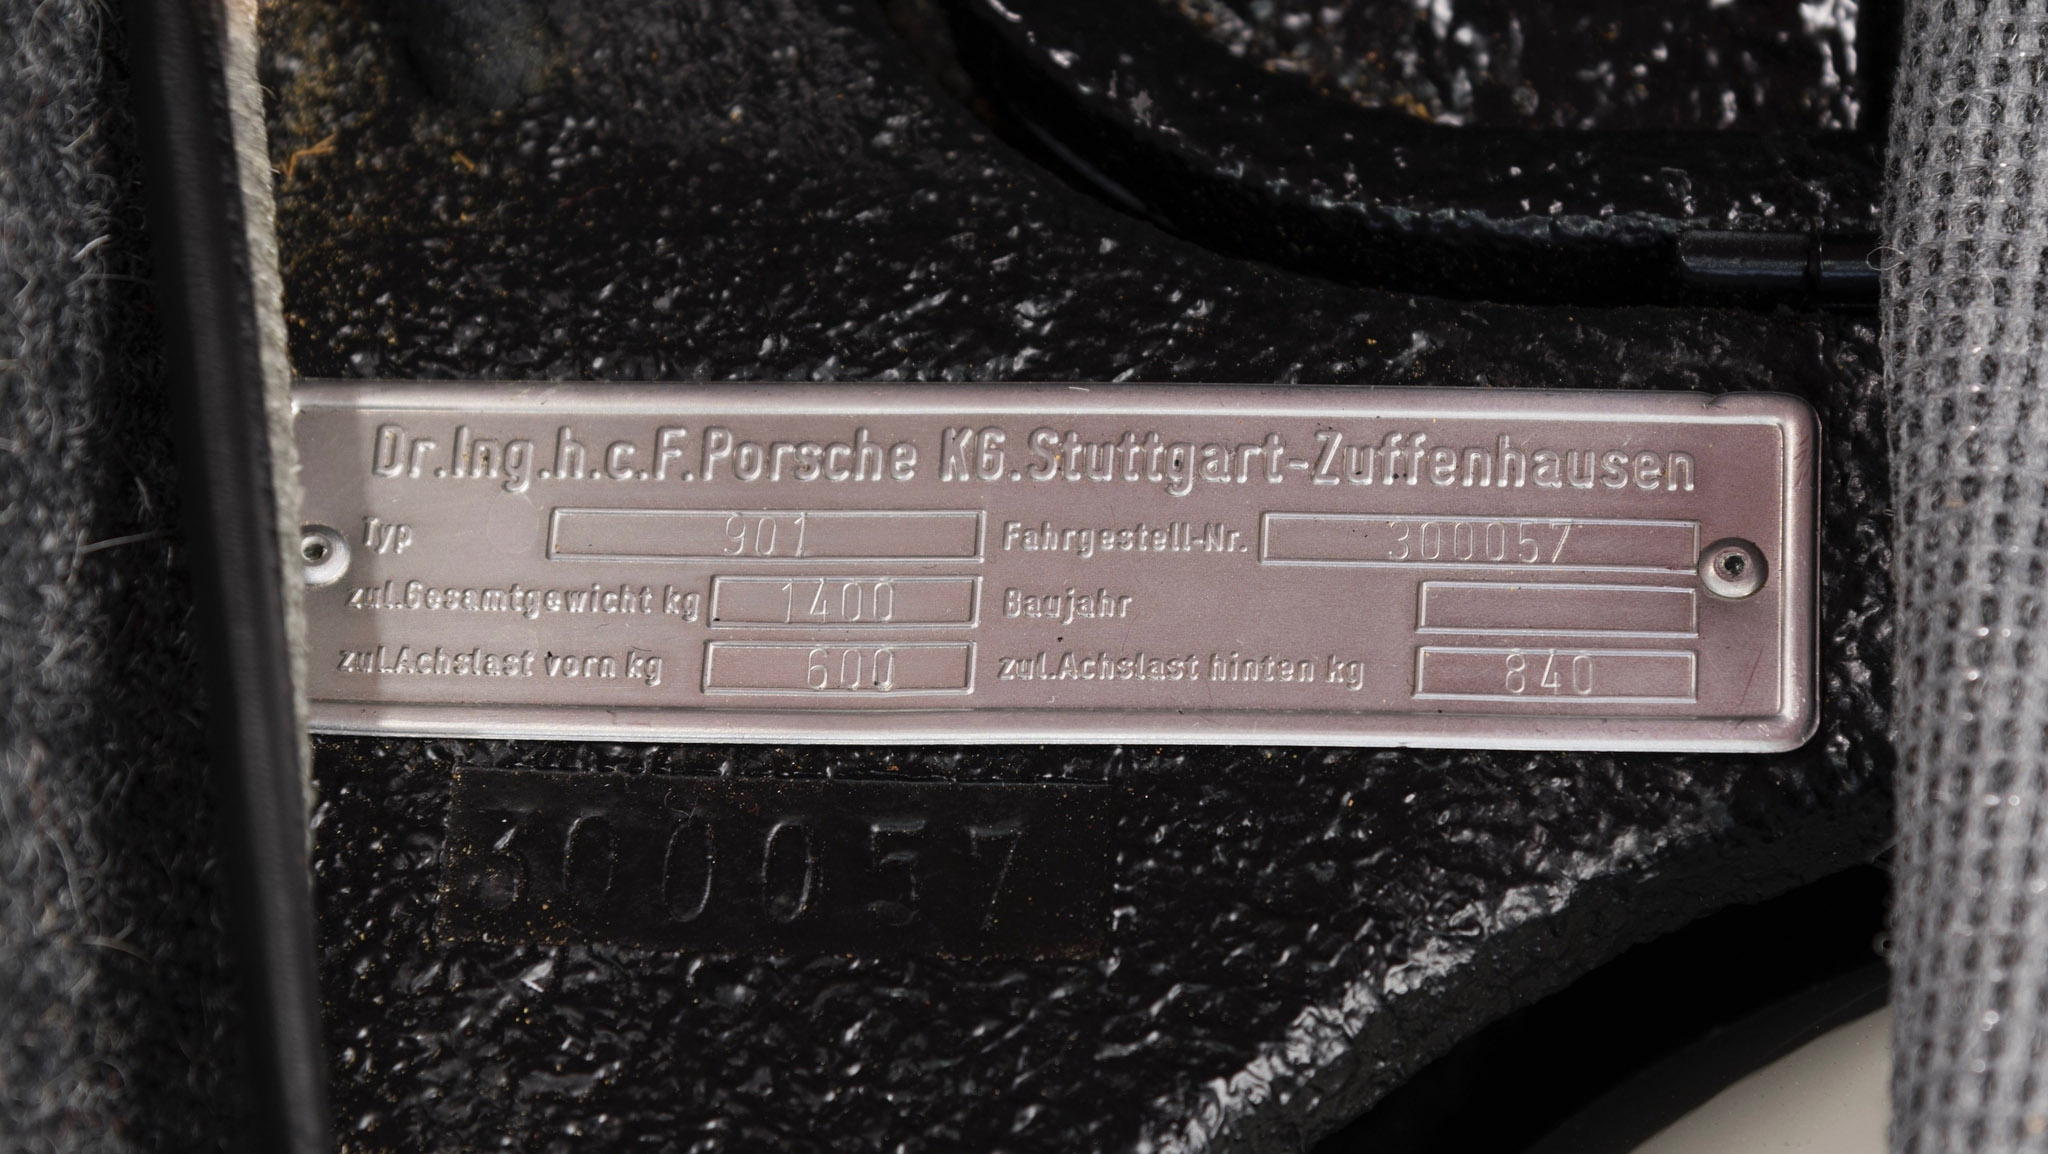 Dr.Ing.h.c.F.Porsche KG.Stuttgart-Zuffenhausen
Typ 901 Fahrgestell-Nr. 300057
zul.Gesamtgewicht kg 1400 Baujahr
zul.Achslast vorn kg 600 zul.Achslast hinten kg 840
300057